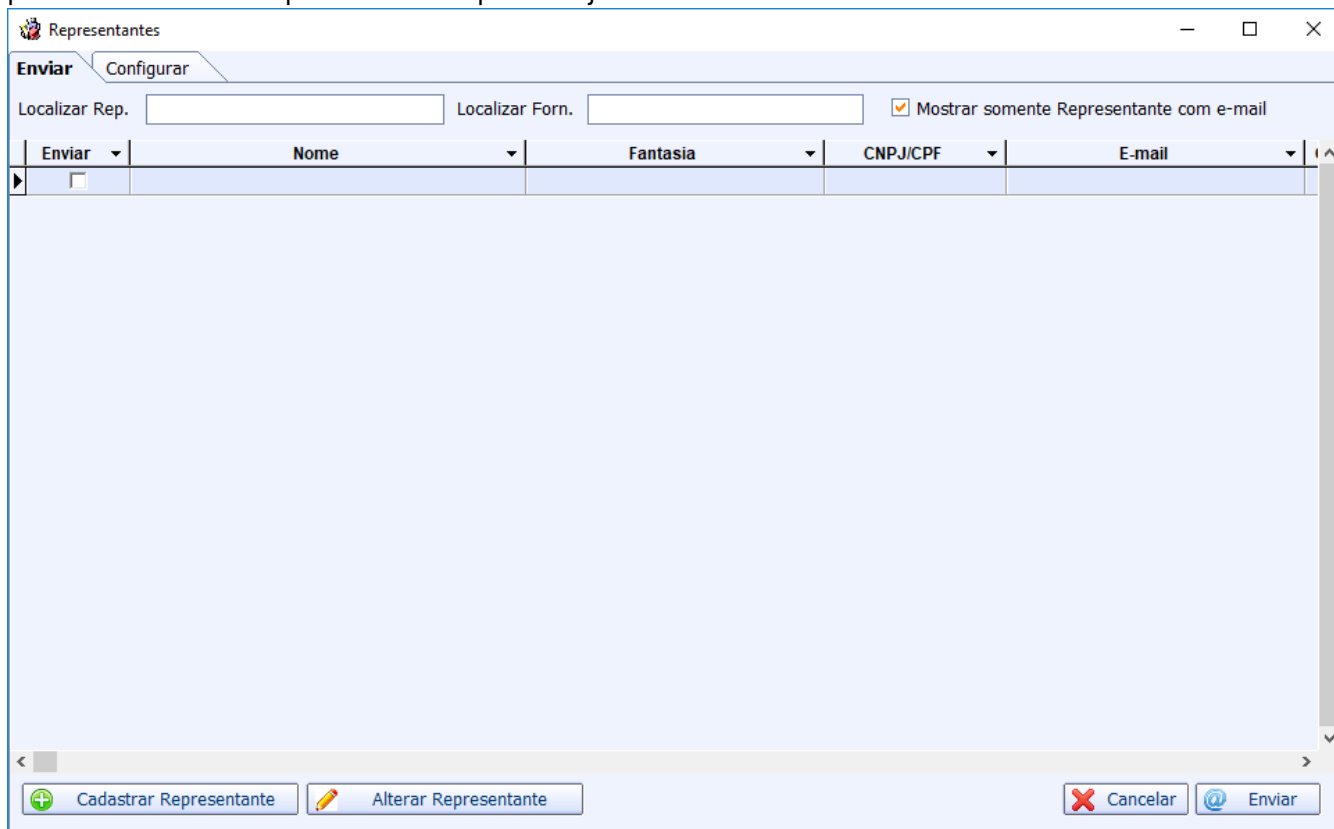 Representantes
Enviar Configurar
Localizar Rep. Localizar Forn. Mostrar somente Representante com e-mail
Enviar Nome Fantasia CNPJ/CPF E-mail
Cadastrar Representante Alterar Representante Cancelar Enviar